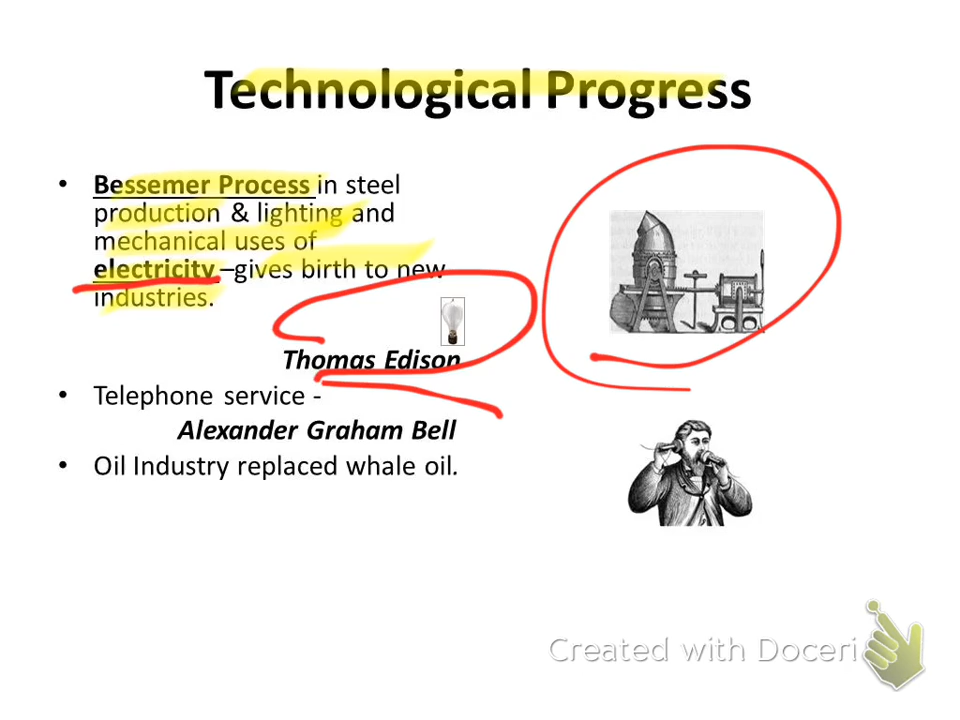 Technological Progress
• Bessemer Process in steel
production & lighting and
mechanical uses of
electricity –gives birth to new
industries.
Thomas Edison
• Telephone service -
Alexander Graham Bell
• Oil Industry replaced whale oil.
Created with Doceri